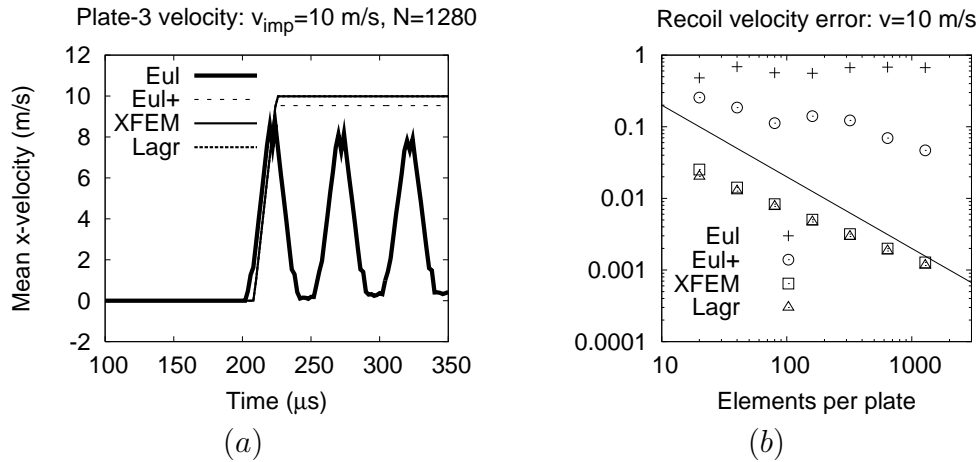 Plate-3 velocity: v_imp=10 m/s, N=1280
Mean x-velocity (m/s)
12
10
8
6
4
2
0
-2
Eul
Eul+
XFEM
Lagr
100 150 200 250 300 350
Time (μs)
(a)
Recoil velocity error: v=10 m/s
1
0.1
0.01
0.001
0.0001
Eul
Eul+
XFEM
Lagr
10 100 1000
Elements per plate
(b)